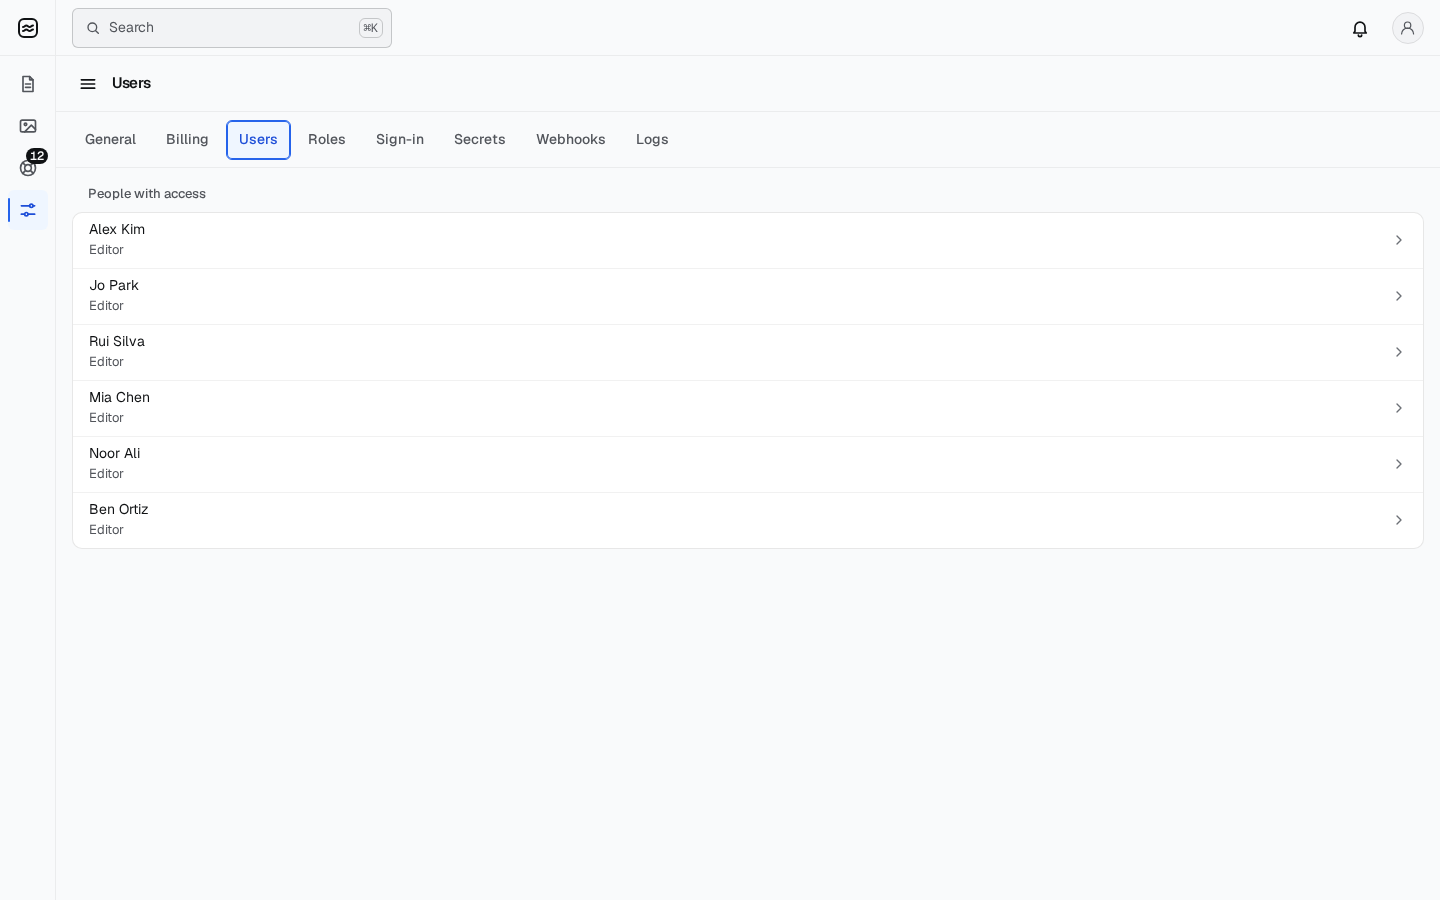 Search
⌘K
Users
General
Billing
Users
Roles
Sign-in
Secrets
Webhooks
Logs
12
People with access
Alex Kim
Editor
Jo Park
Editor
Rui Silva
Editor
Mia Chen
Editor
Noor Ali
Editor
Ben Ortiz
Editor